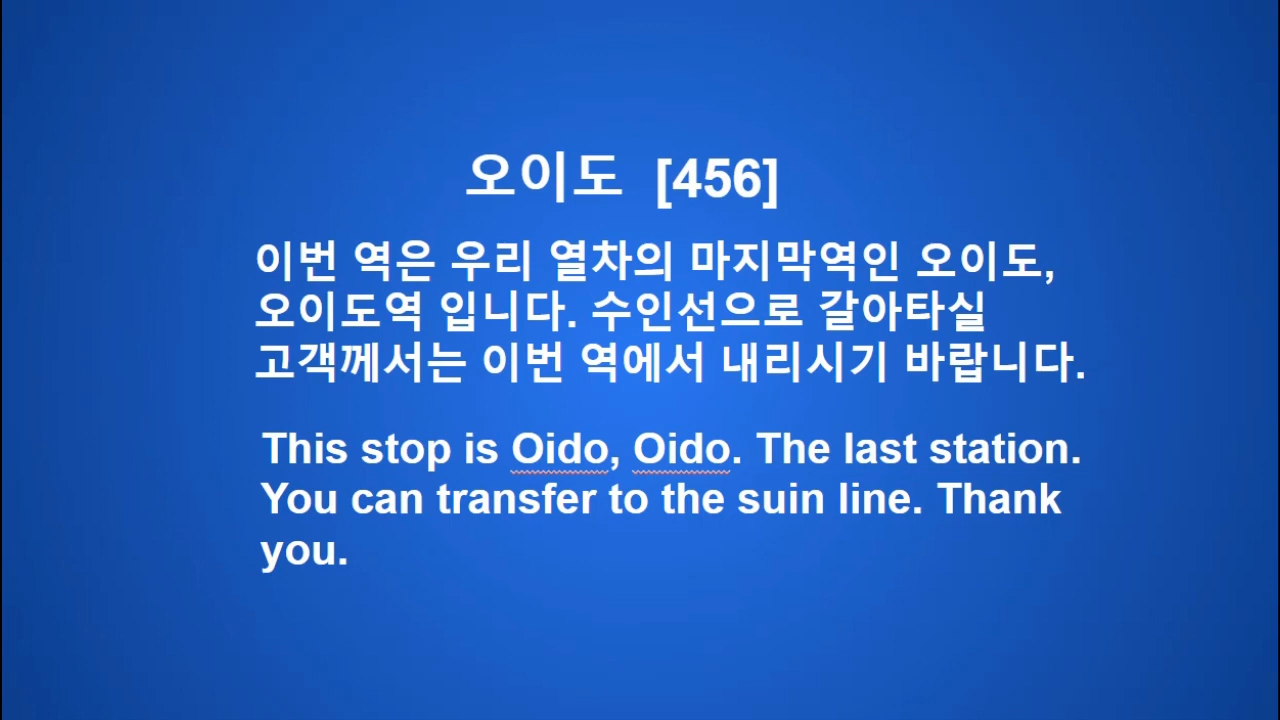 오이도 [456]
이번 역은 우리 열차의 마지막역인 오이도,
오이도역 입니다. 수인선으로 갈아타실
고객께서는 이번 역에서 내리시기 바랍니다.
This stop is Oido, Oido. The last station.
You can transfer to the suin line. Thank
you.